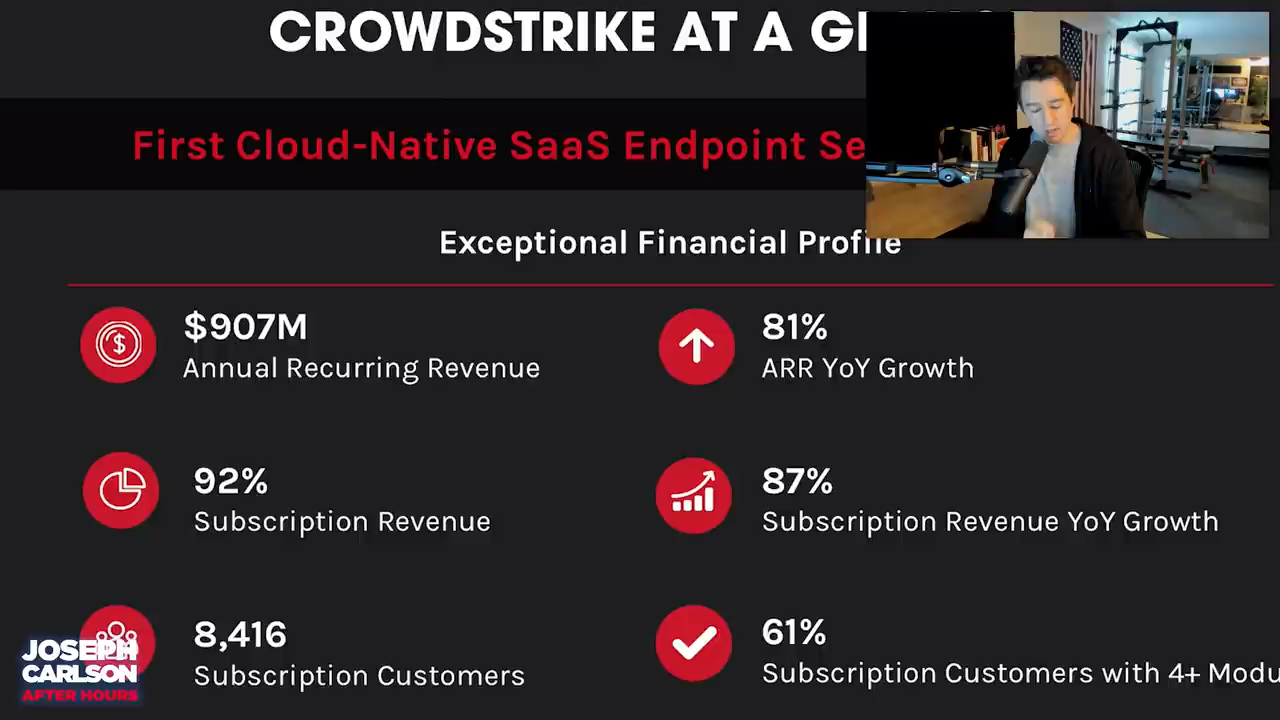 CROWDSTRIKE AT A
First Cloud-Native SaaS Endpoint
Exceptional Financial Profile
$907M
Annual Recurring Revenue
81%
ARR YoY Growth
92%
Subscription Revenue
87%
Subscription Revenue YoY Growth
8,416
Subscription Customers
61%
Subscription Customers with 4+
JOSEPH
CARLSON
AFTER HOURS